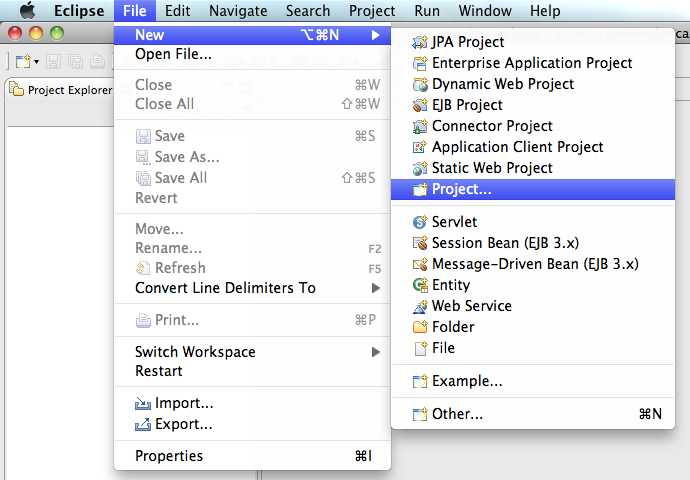 Eclipse File Edit Navigate Search Project Run Window Help
Project Explorer
New ⌥⌘N ▶
Open File...
Close ⌘W
Close All ⇧⌘W
Save ⌘S
Save As...
Save All ⇧⌘S
Revert
Move...
Rename... F2
Refresh F5
Convert Line Delimiters To ▶
Print... ⌘P
Switch Workspace ▶
Restart
Import...
Export...
Properties ⌘I
JPA Project
Enterprise Application Project
Dynamic Web Project
EJB Project
Connector Project
Application Client Project
Static Web Project
Project...
Servlet
Session Bean (EJB 3.x)
Message-Driven Bean (EJB 3.x)
Entity
Web Service
Folder
File
Example...
Other... ⌘N